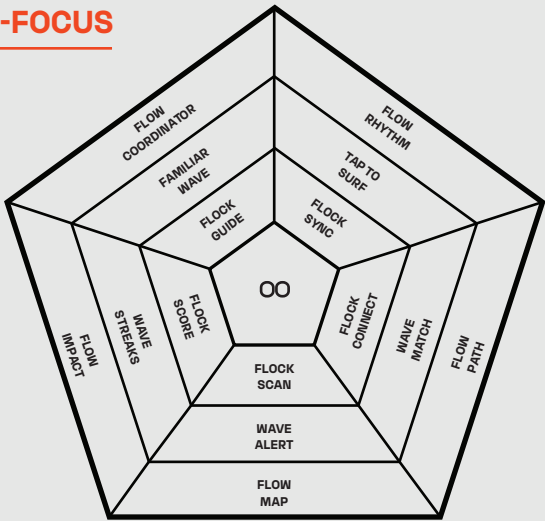 -FOCUS
FLOW
COORDINATOR
FLOW
RHYTHM
FAMILIAR
WAVE
TAP TO
SURF
FLOCK
GUIDE
FLOCK
SYNC
FLOW
IMPACT
WAVE
STREAKS
FLOCK
SCORE
OO
FLOCK
CONNECT
WAVE
MATCH
FLOW
PATH
FLOCK
SCAN
WAVE
ALERT
FLOW
MAP